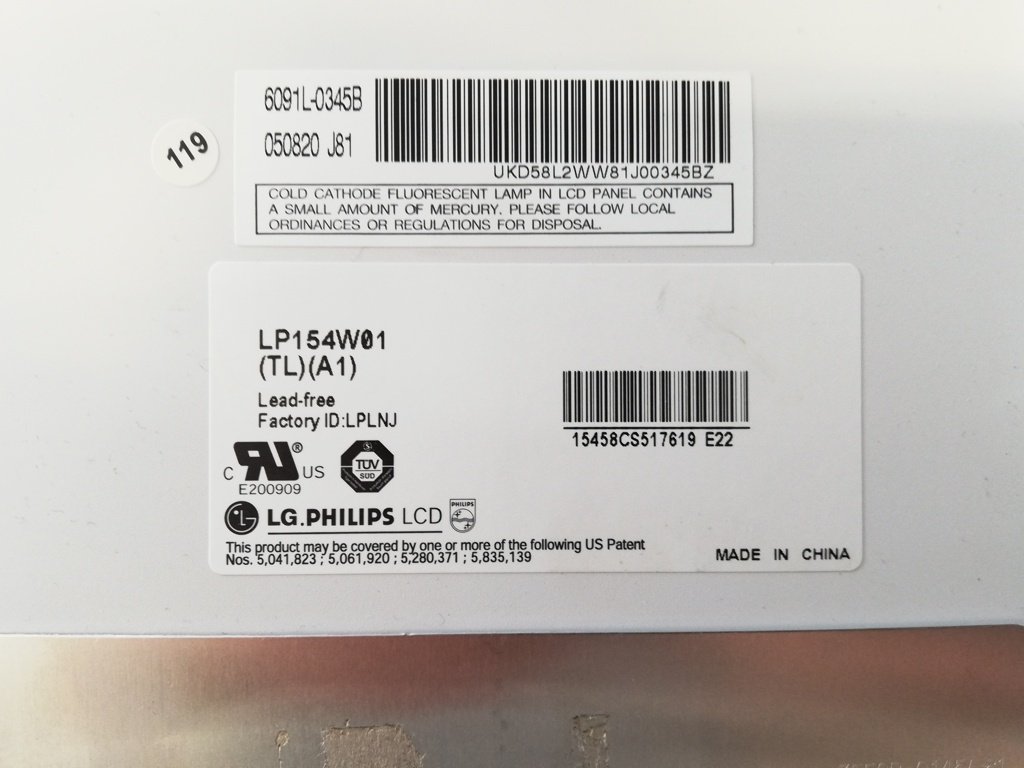 119
6091L-0345B
050820 J81
UKD58L2WW81J00345BZ
COLD CATHODE FLUORESCENT LAMP IN LCD PANEL CONTAINS
A SMALL AMOUNT OF MERCURY. PLEASE FOLLOW LOCAL
ORDINANCES OR REGULATIONS FOR DISPOSAL.
LP154W01
(TL)(A1)
Lead-free
Factory ID:LPLNJ
15458CS517619 E22
C RU® US
E200909
S
TÜV
SÜD
LG LG.PHILIPS LCD
PHILIPS
This product may be covered by one or more of the following US Patent
Nos. 5,041,823 ; 5,061,920 ; 5,280,371 ; 5,835,139
MADE IN CHINA